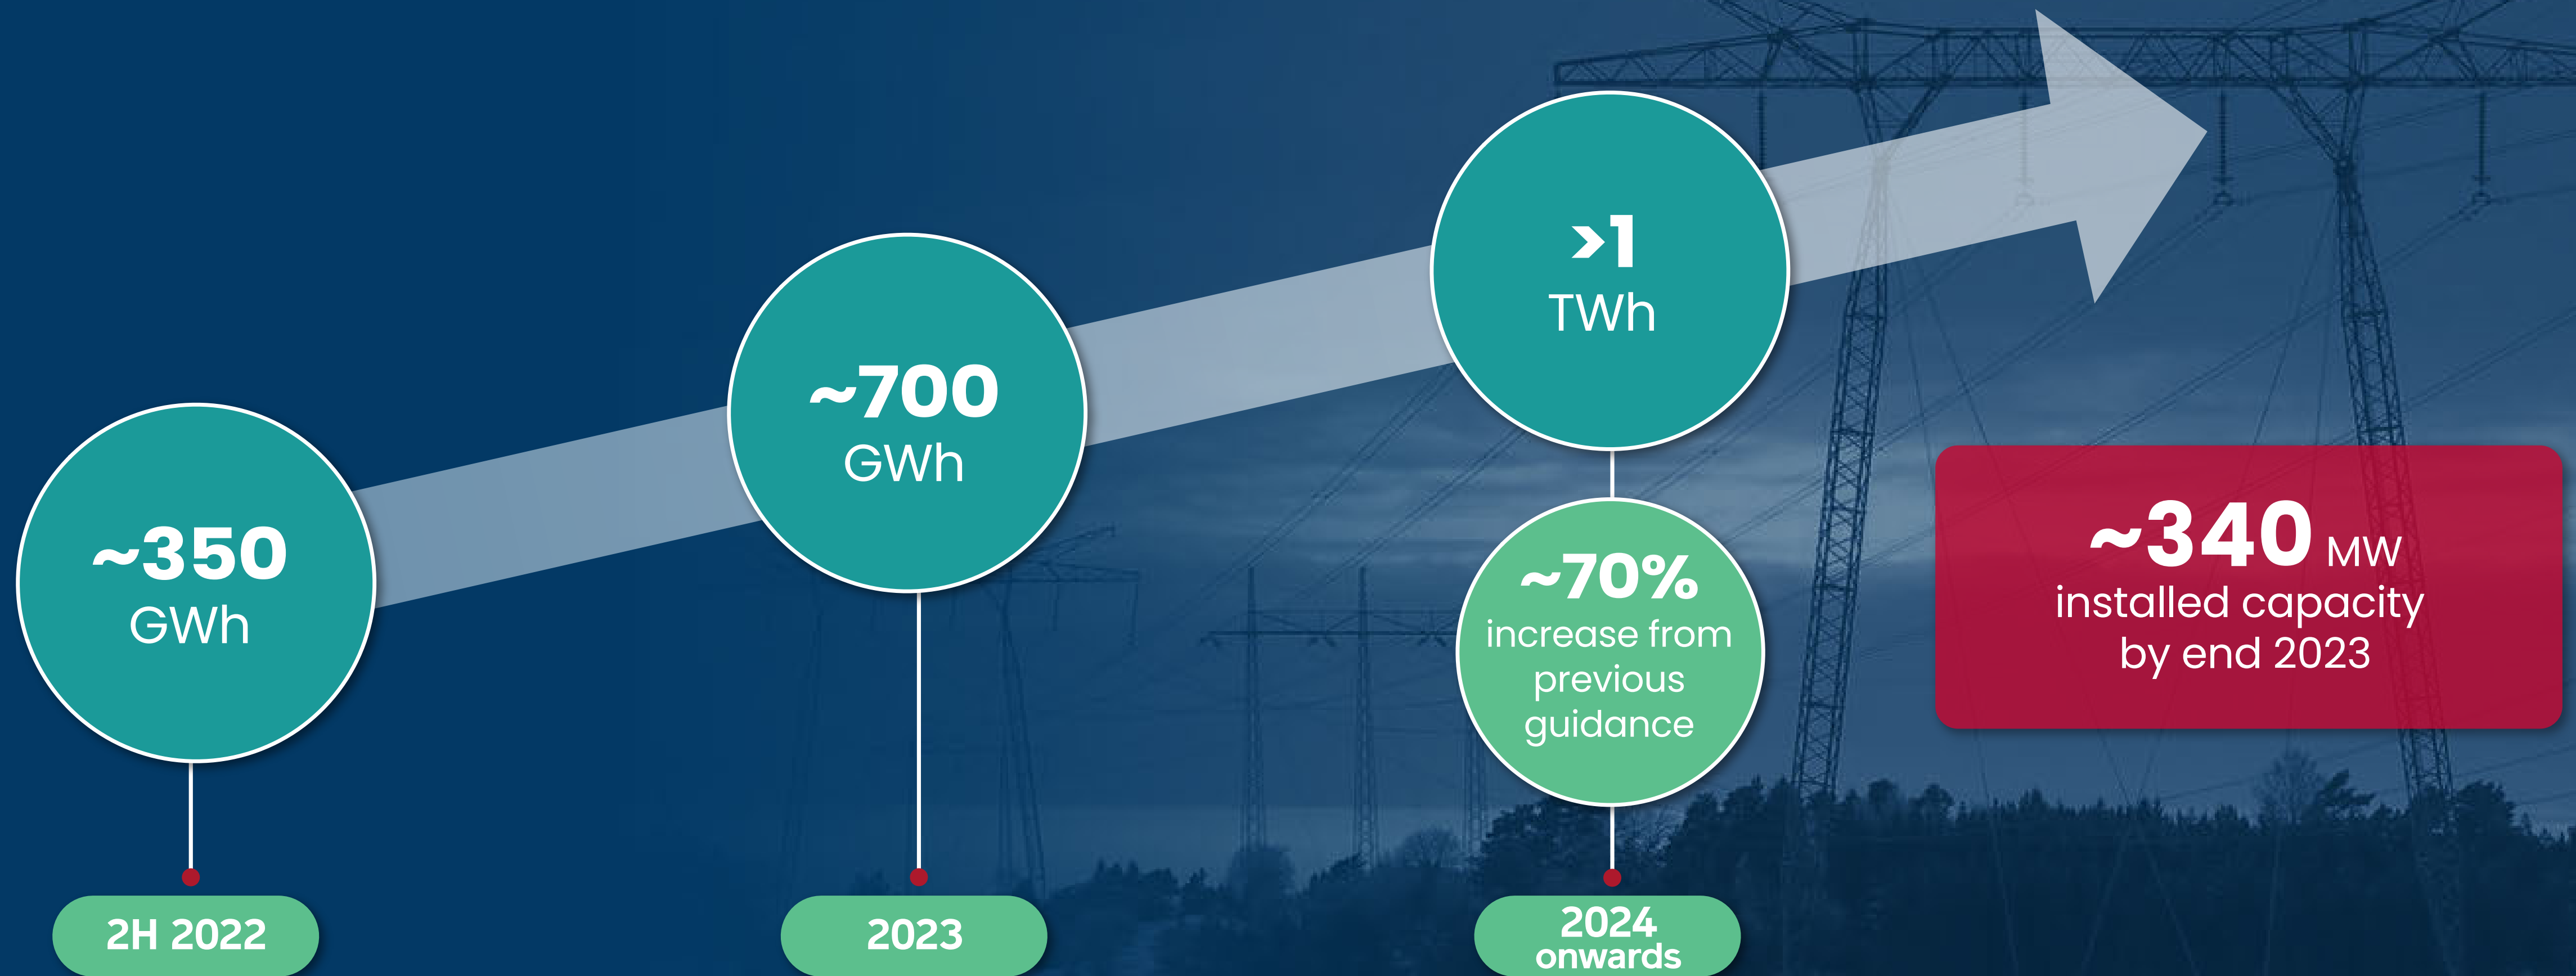 ~350
GWh
2H 2022
~700
GWh
2023
>1
TWh
~70%
increase from
previous
guidance
2024
onwards
~340 MW
installed capacity
by end 2023